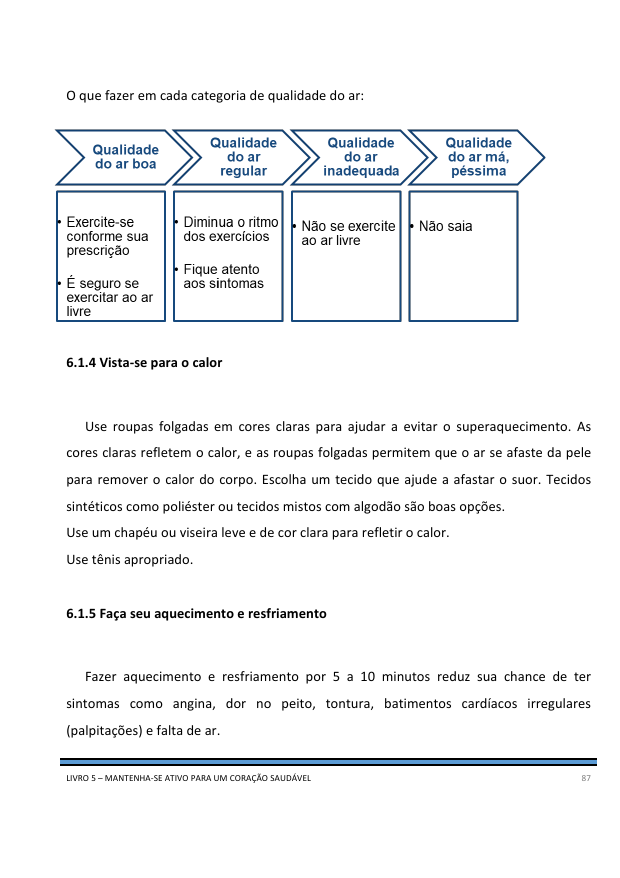 O que fazer em cada categoria de qualidade do ar:
Qualidade
do ar boa
Qualidade
do ar
regular
Qualidade
do ar
inadequada
Qualidade
do ar má,
péssima
• Exercite-se
conforme sua
prescrição
• É seguro se
exercitar ao ar
livre
• Diminua o ritmo
dos exercícios
• Fique atento
aos sintomas
• Não se exercite
ao ar livre
• Não saia
6.1.4 Vista-se para o calor
Use roupas folgadas em cores claras para ajudar a evitar o superaquecimento. As
cores claras refletem o calor, e as roupas folgadas permitem que o ar se afaste da pele
para remover o calor do corpo. Escolha um tecido que ajude a afastar o suor. Tecidos
sintéticos como poliéster ou tecidos mistos com algodão são boas opções.
Use um chapéu ou viseira leve e de cor clara para refletir o calor.
Use tênis apropriado.
6.1.5 Faça seu aquecimento e resfriamento
Fazer aquecimento e resfriamento por 5 a 10 minutos reduz sua chance de ter
sintomas como angina, dor no peito, tontura, batimentos cardíacos irregulares
(palpitações) e falta de ar.
LIVRO 5 – MANTENHA-SE ATIVO PARA UM CORAÇÃO SAUDÁVEL
87